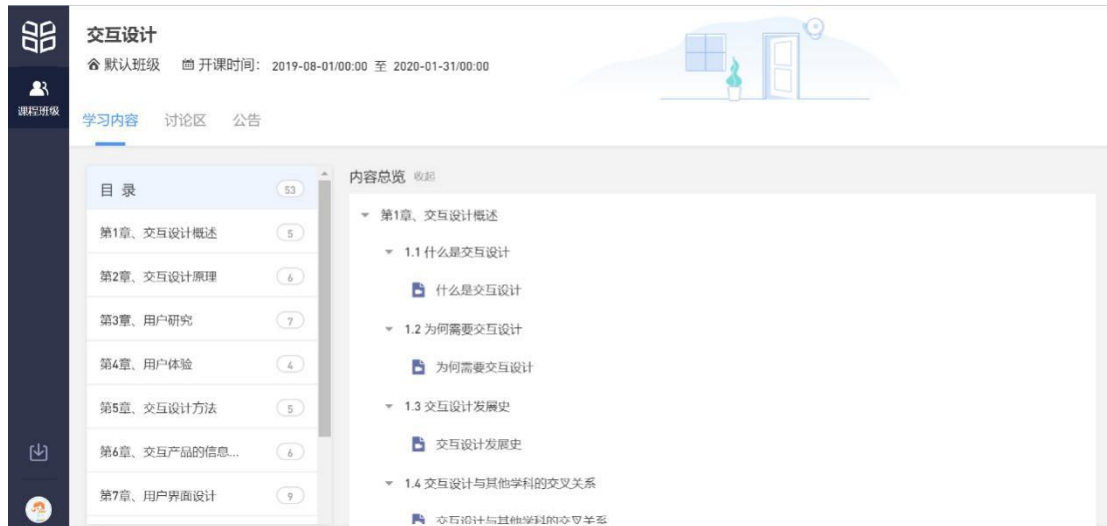 交互设计
默认班级 开课时间: 2019-08-01/00:00 至 2020-01-31/00:00
课程班级
学习内容 讨论区 公告
目 录 53
第1章、交互设计概述 5
第2章、交互设计原理 6
第3章、用户研究 7
第4章、用户体验 4
第5章、交互设计方法 5
第6章、交互产品的信息... 6
第7章、用户界面设计 9
内容总览 收起
第1章、交互设计概述
1.1 什么是交互设计
什么是交互设计
1.2 为何需要交互设计
为何需要交互设计
1.3 交互设计发展史
交互设计发展史
1.4 交互设计与其他学科的交叉关系
交互设计与其他学科的交叉关系